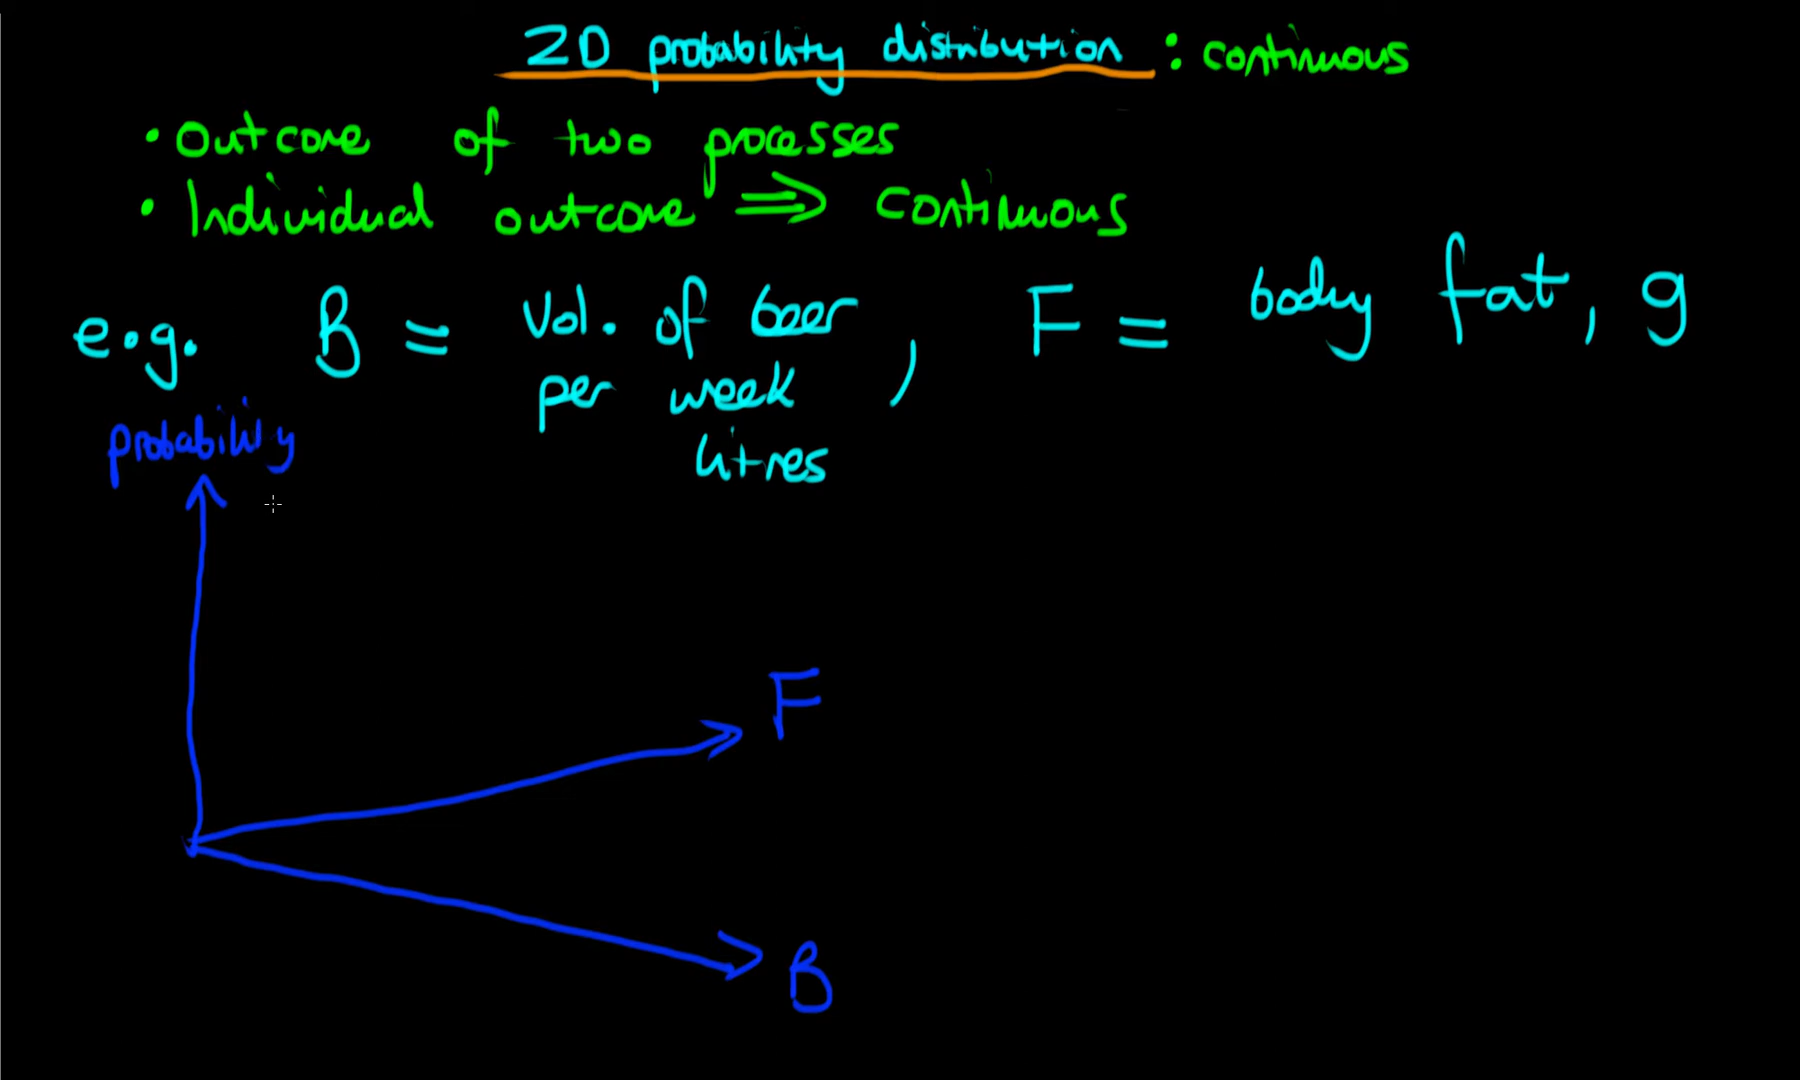 2D probability distribution : continuous
• Outcome of two processes
• Individual outcome ⇒ continuous
e.g. B = Vol. of beer per week litres , F = body fat, g
probability
F
B